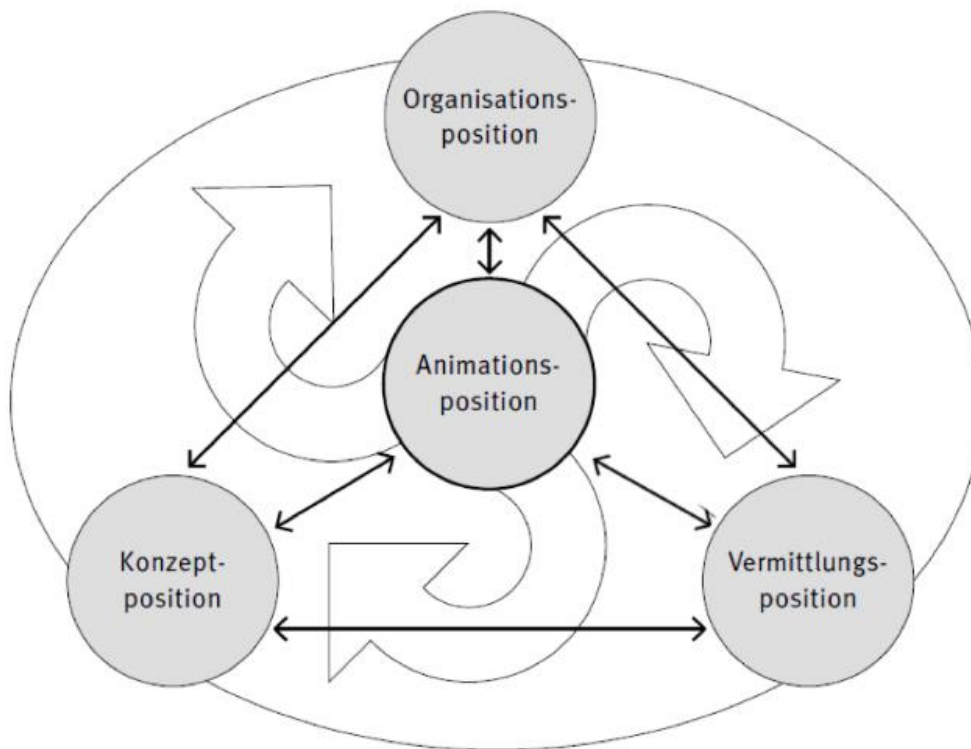 Organisations-
position
Animations-
position
Konzept-
position
Vermittlungs-
position